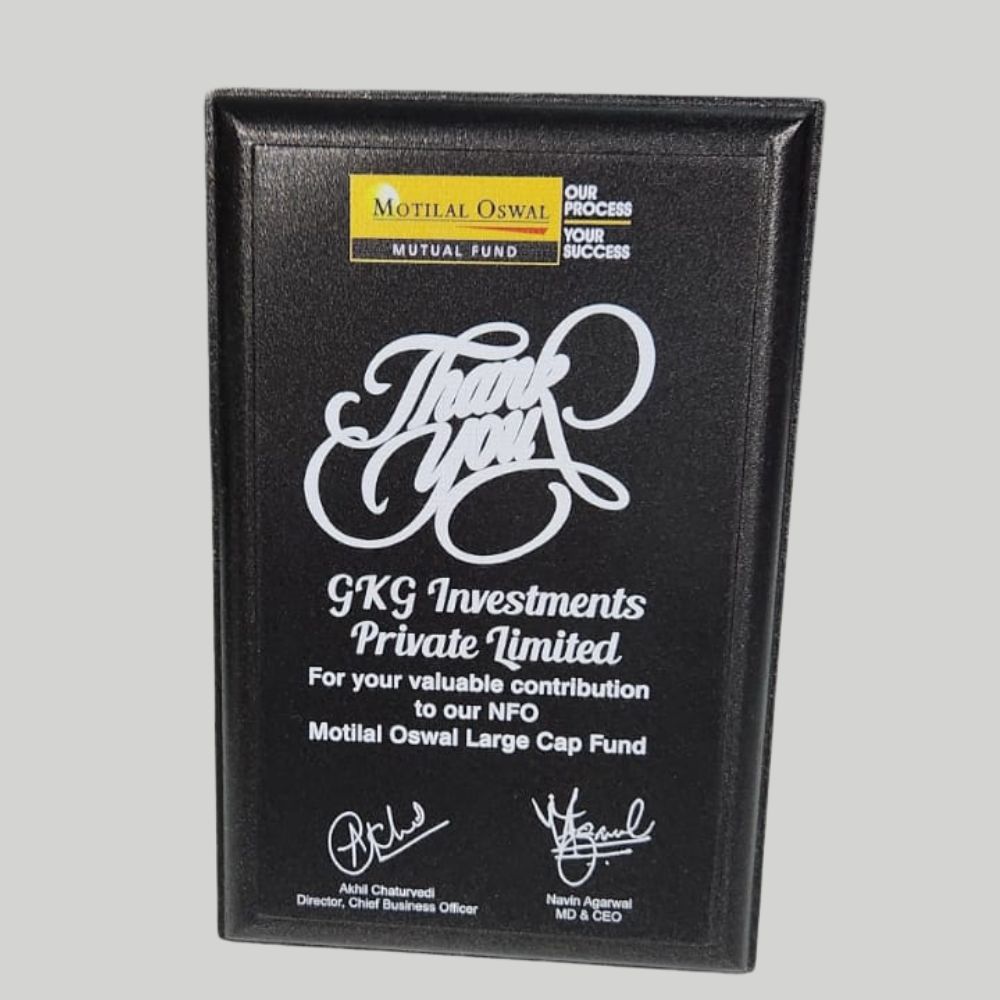 MOTILAL OSWAL
MUTUAL FUND
OUR
PROCESS
YOUR
SUCCESS
Thank
you
GKG Investments
Private Limited
For your valuable contribution
to our NFO
Motilal Oswal Large Cap Fund
Akhil Chaturvedi
Director, Chief Business Officer
Navin Agarwal
MD & CEO